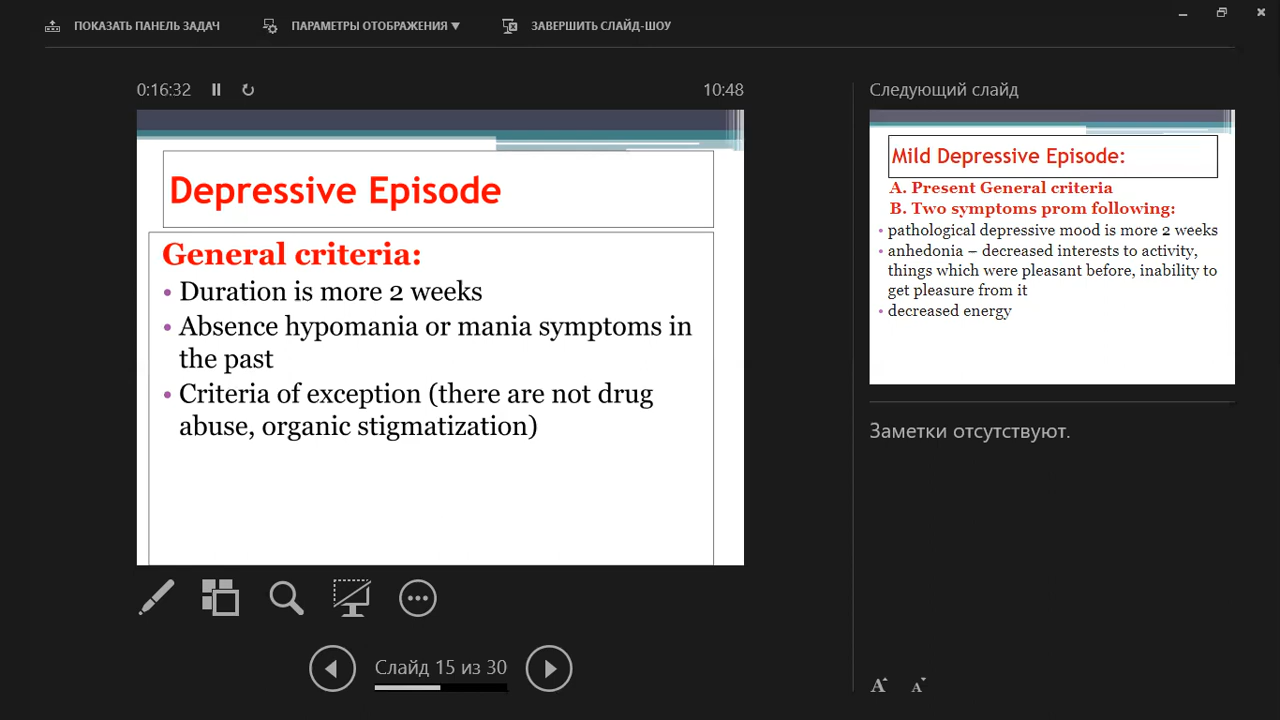 ПОКАЗАТЬ ПАНЕЛЬ ЗАДАЧ
ПАРАМЕТРЫ ОТОБРАЖЕНИЯ
ЗАВЕРШИТЬ СЛАЙД-ШОУ
0:16:32
10:48
Depressive Episode
General criteria:
• Duration is more 2 weeks
• Absence hypomania or mania symptoms in
the past
• Criteria of exception (there are not drug
abuse, organic stigmatization)
Слайд 15 из 30
Следующий слайд
Mild Depressive Episode:
A. Present General criteria
B. Two symptoms prom following:
• pathological depressive mood is more 2 weeks
• anhedonia – decreased interests to activity,
things which were pleasant before, inability to
get pleasure from it
• decreased energy
Заметки отсутствуют.
A A